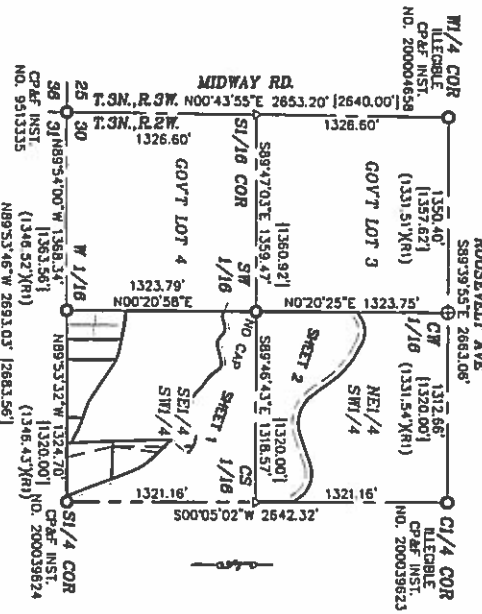 W1/4 COR
ILLEGIBLE
CP&F INST.
NO. 200004658
ROOSEVELT AVE
S89°39'55"E 2663.06'
1350.40'
[1357.62']
(1331.51')(R1)
CW
1/16
1312.66'
[1320.00']
(1331.54')(R1)
C1/4 COR
ILLEGIBLE
CP&F INST.
NO. 200039623
MIDWAY RD.
N00°43'55"E 2653.20' [2640.00']
T.3N.,R.3W.
T.3N.,R.2W.
1326.60'
1326.60'
GOVT LOT 3
N0°20'25"E 1323.75'
NE1/4
SW1/4
SHEET 2
1321.16'
S1/16 COR
[1360.92']
S89°47'03"E 1359.47'
SW
1/16
NO CAP
S89°46'43"E 1318.57'
[1320.00']
CS
1/16
S00°05'02"W 2642.32'
GOVT LOT 4
1323.79'
N00°20'58"E
SHEET 1
SE1/4
SW1/4
1321.16'
25 30
36 31
CP&F INST.
NO. 9513335
N89°54'00"W 1368.34'
[1363.56']
(1346.52')(R1)
W 1/16
N89°53'32"W 1324.70'
[1320.00']
(1346.43')(R1)
N89°53'46"W 2693.03' [2683.56']
S1/4 COR
CP&F INST.
NO. 200039624